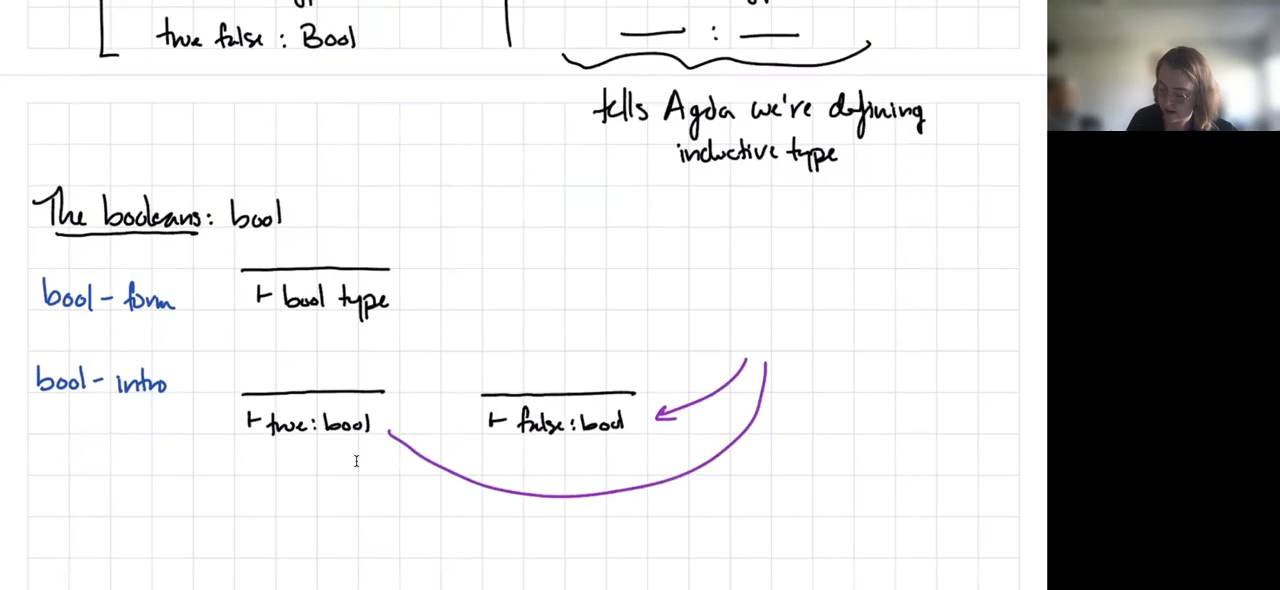 true false : Bool
___ : ___
tells Agda we're defining
inductive type
The booleans: bool
bool-form
⊢ bool type
bool-intro
⊢ true : bool
⊢ false : bool